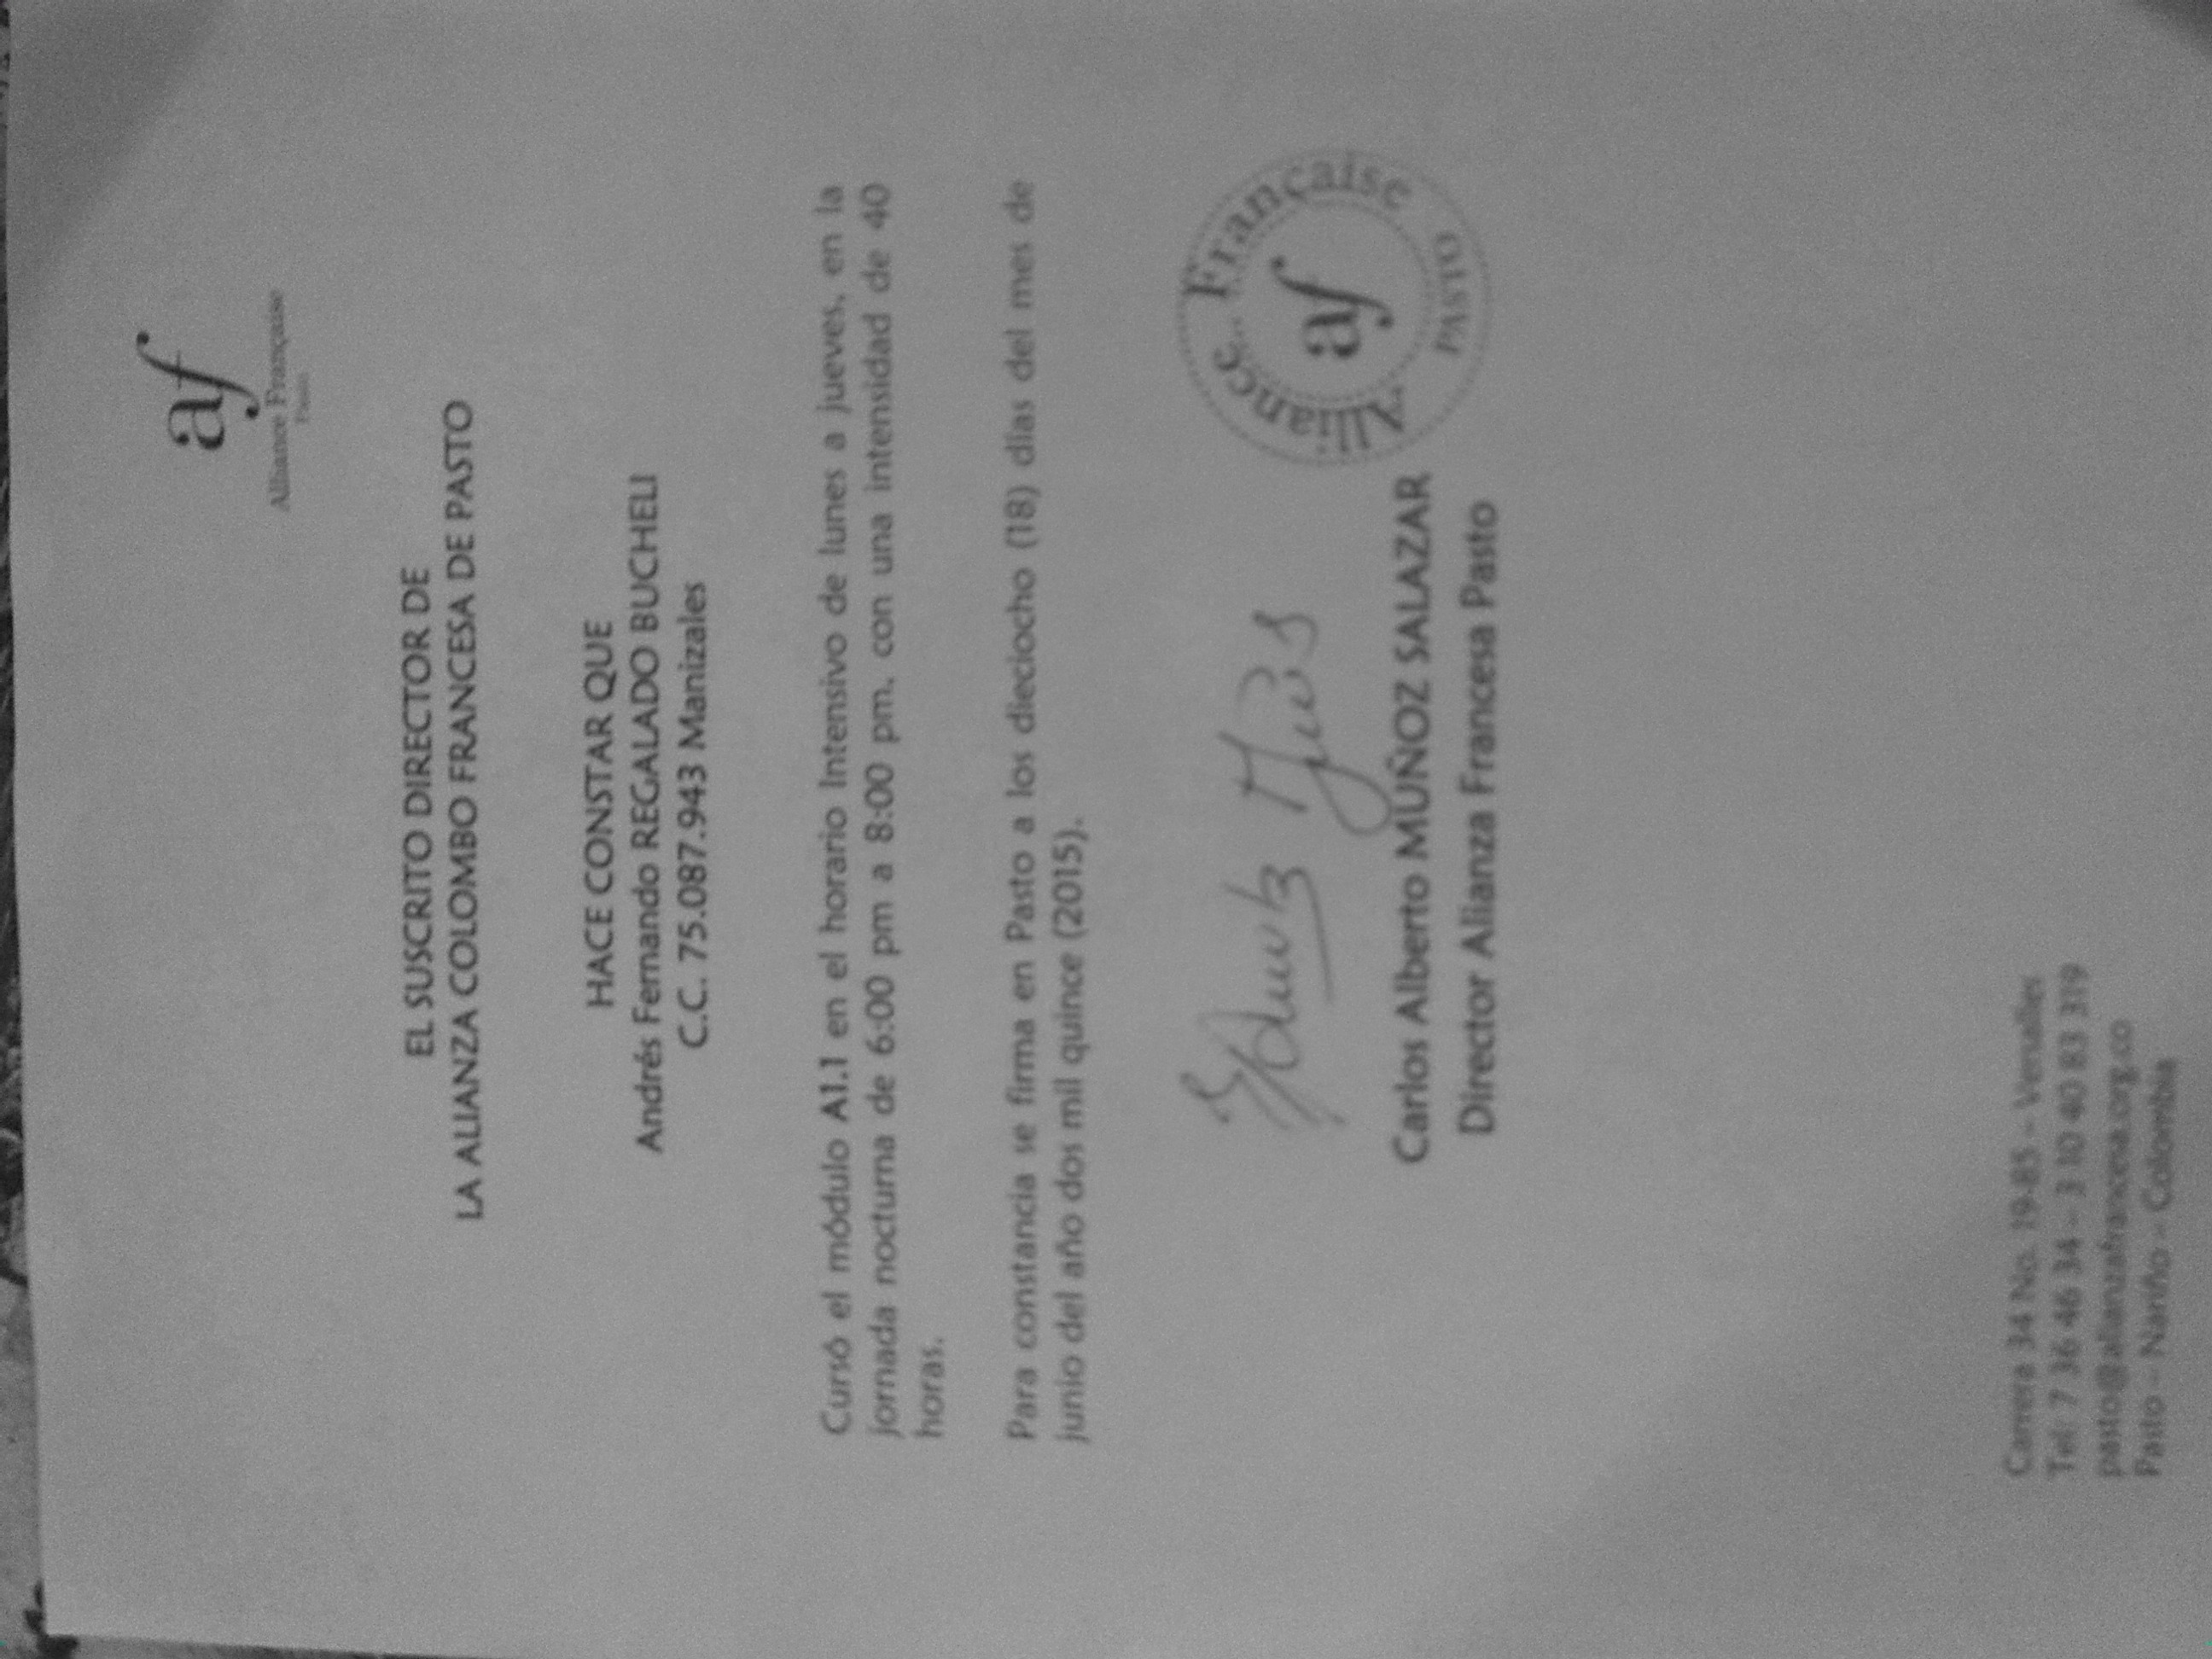 af
Alliance Française
Pasto
EL SUSCRITO DIRECTOR DE
LA ALIANZA COLOMBO FRANCESA DE PASTO
HACE CONSTAR QUE
Andrés Fernando REGALADO BUCHELI
C.C. 75.087.943 Manizales
Cursó el módulo A1.1 en el horario Intensivo de lunes a jueves, en la
jornada nocturna de 6:00 pm a 8:00 pm, con una intensidad de 40
horas.
Para constancia se firma en Pasto a los dieciocho (18) días del mes de
junio del año dos mil quince (2015).
Alliance Française
af
PASTO
Carlos Alberto MUÑOZ SALAZAR
Director Alianza Francesa Pasto
Carrera 34 No. 19-85 – Versalles
Tel: 7 36 46 34 – 3 10 40 83 319
pasto@alianzafrancesa.org.co
Pasto – Nariño – Colombia